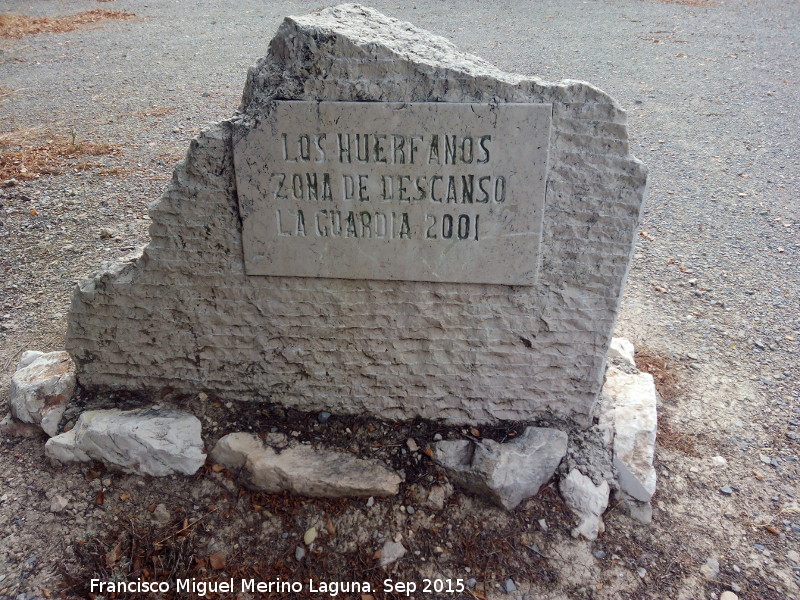 LOS HUERFANOS
ZONA DE DESCANSO
LA GUARDIA 2001
Francisco Miguel Merino Laguna. Sep 2015